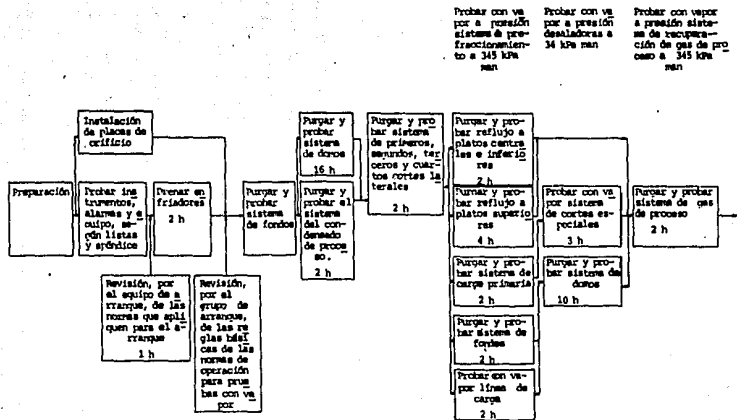 Probar con va
por a presión
sistema de pre-
fraccionamien-
to a 345 kPa
man
Probar con va
por a presión
desaladoras a
34 kPa man
Probar con vapor
a presión siste-
ma de recupera-
ción de gas de pro
ceso a 345 kPa
man
Instalación
de placas de
orificio
Preparación
Probar ins
trumentos,
alarmas y e
quipo, se-
gún listas
y apéndice
Drenar en
friadores
2 h
Revisión, por
el equipo de a
rranque, de las
normas que apli
quen para el a-
rranque
1 h
Revisión,
por el
grupo de
arranque,
de las re
glas bási
cas de las
normas de
operación
para prue
bas con va
por
Purgar y
probar
sistema
de fondos
Purgar y
probar
sistema
de domos
16 h
Purgar y
probar el
sistema
del con-
densado
de proce
so.
2 h
Purgar y pro
bar sistema
de primeros,
segundos, ter
ceros y cuar
tos cortes la
terales
2 h
Purgar y pro-
bar reflujo a
platos centra
les e inferio
res
2 h
Purgar y pro-
bar reflujo a
platos superio
res
4 h
Purgar y pro-
bar sistema de
carga primaria
2 h
Purgar y pro-
bar sistema de
fondos
2 h
Probar con va-
por línea de
carga
2 h
Probar con va
por sistema
de cortes es-
peciales
3 h
Purgar y pro-
bar sistema de
domos
10 h
Purgar y probar
sistema de gas
de proceso
2 h